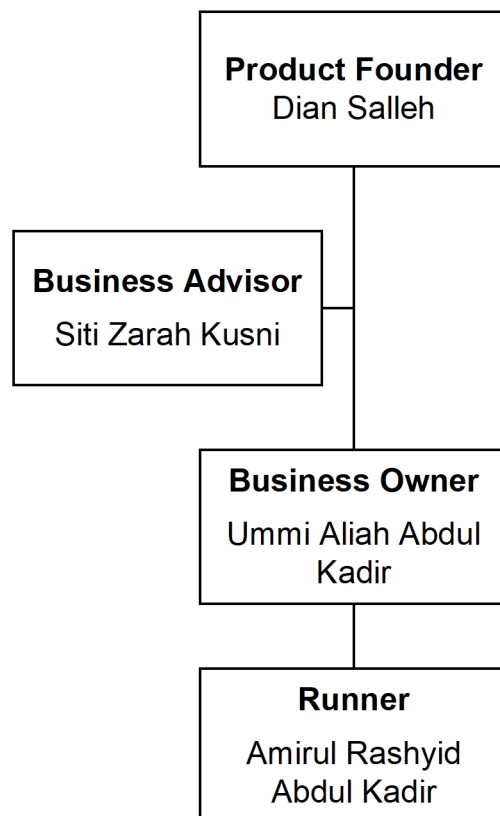 Product Founder
Dian Salleh
Business Advisor
Siti Zarah Kusni
Business Owner
Ummi Aliah Abdul
Kadir
Runner
Amirul Rashyid
Abdul Kadir